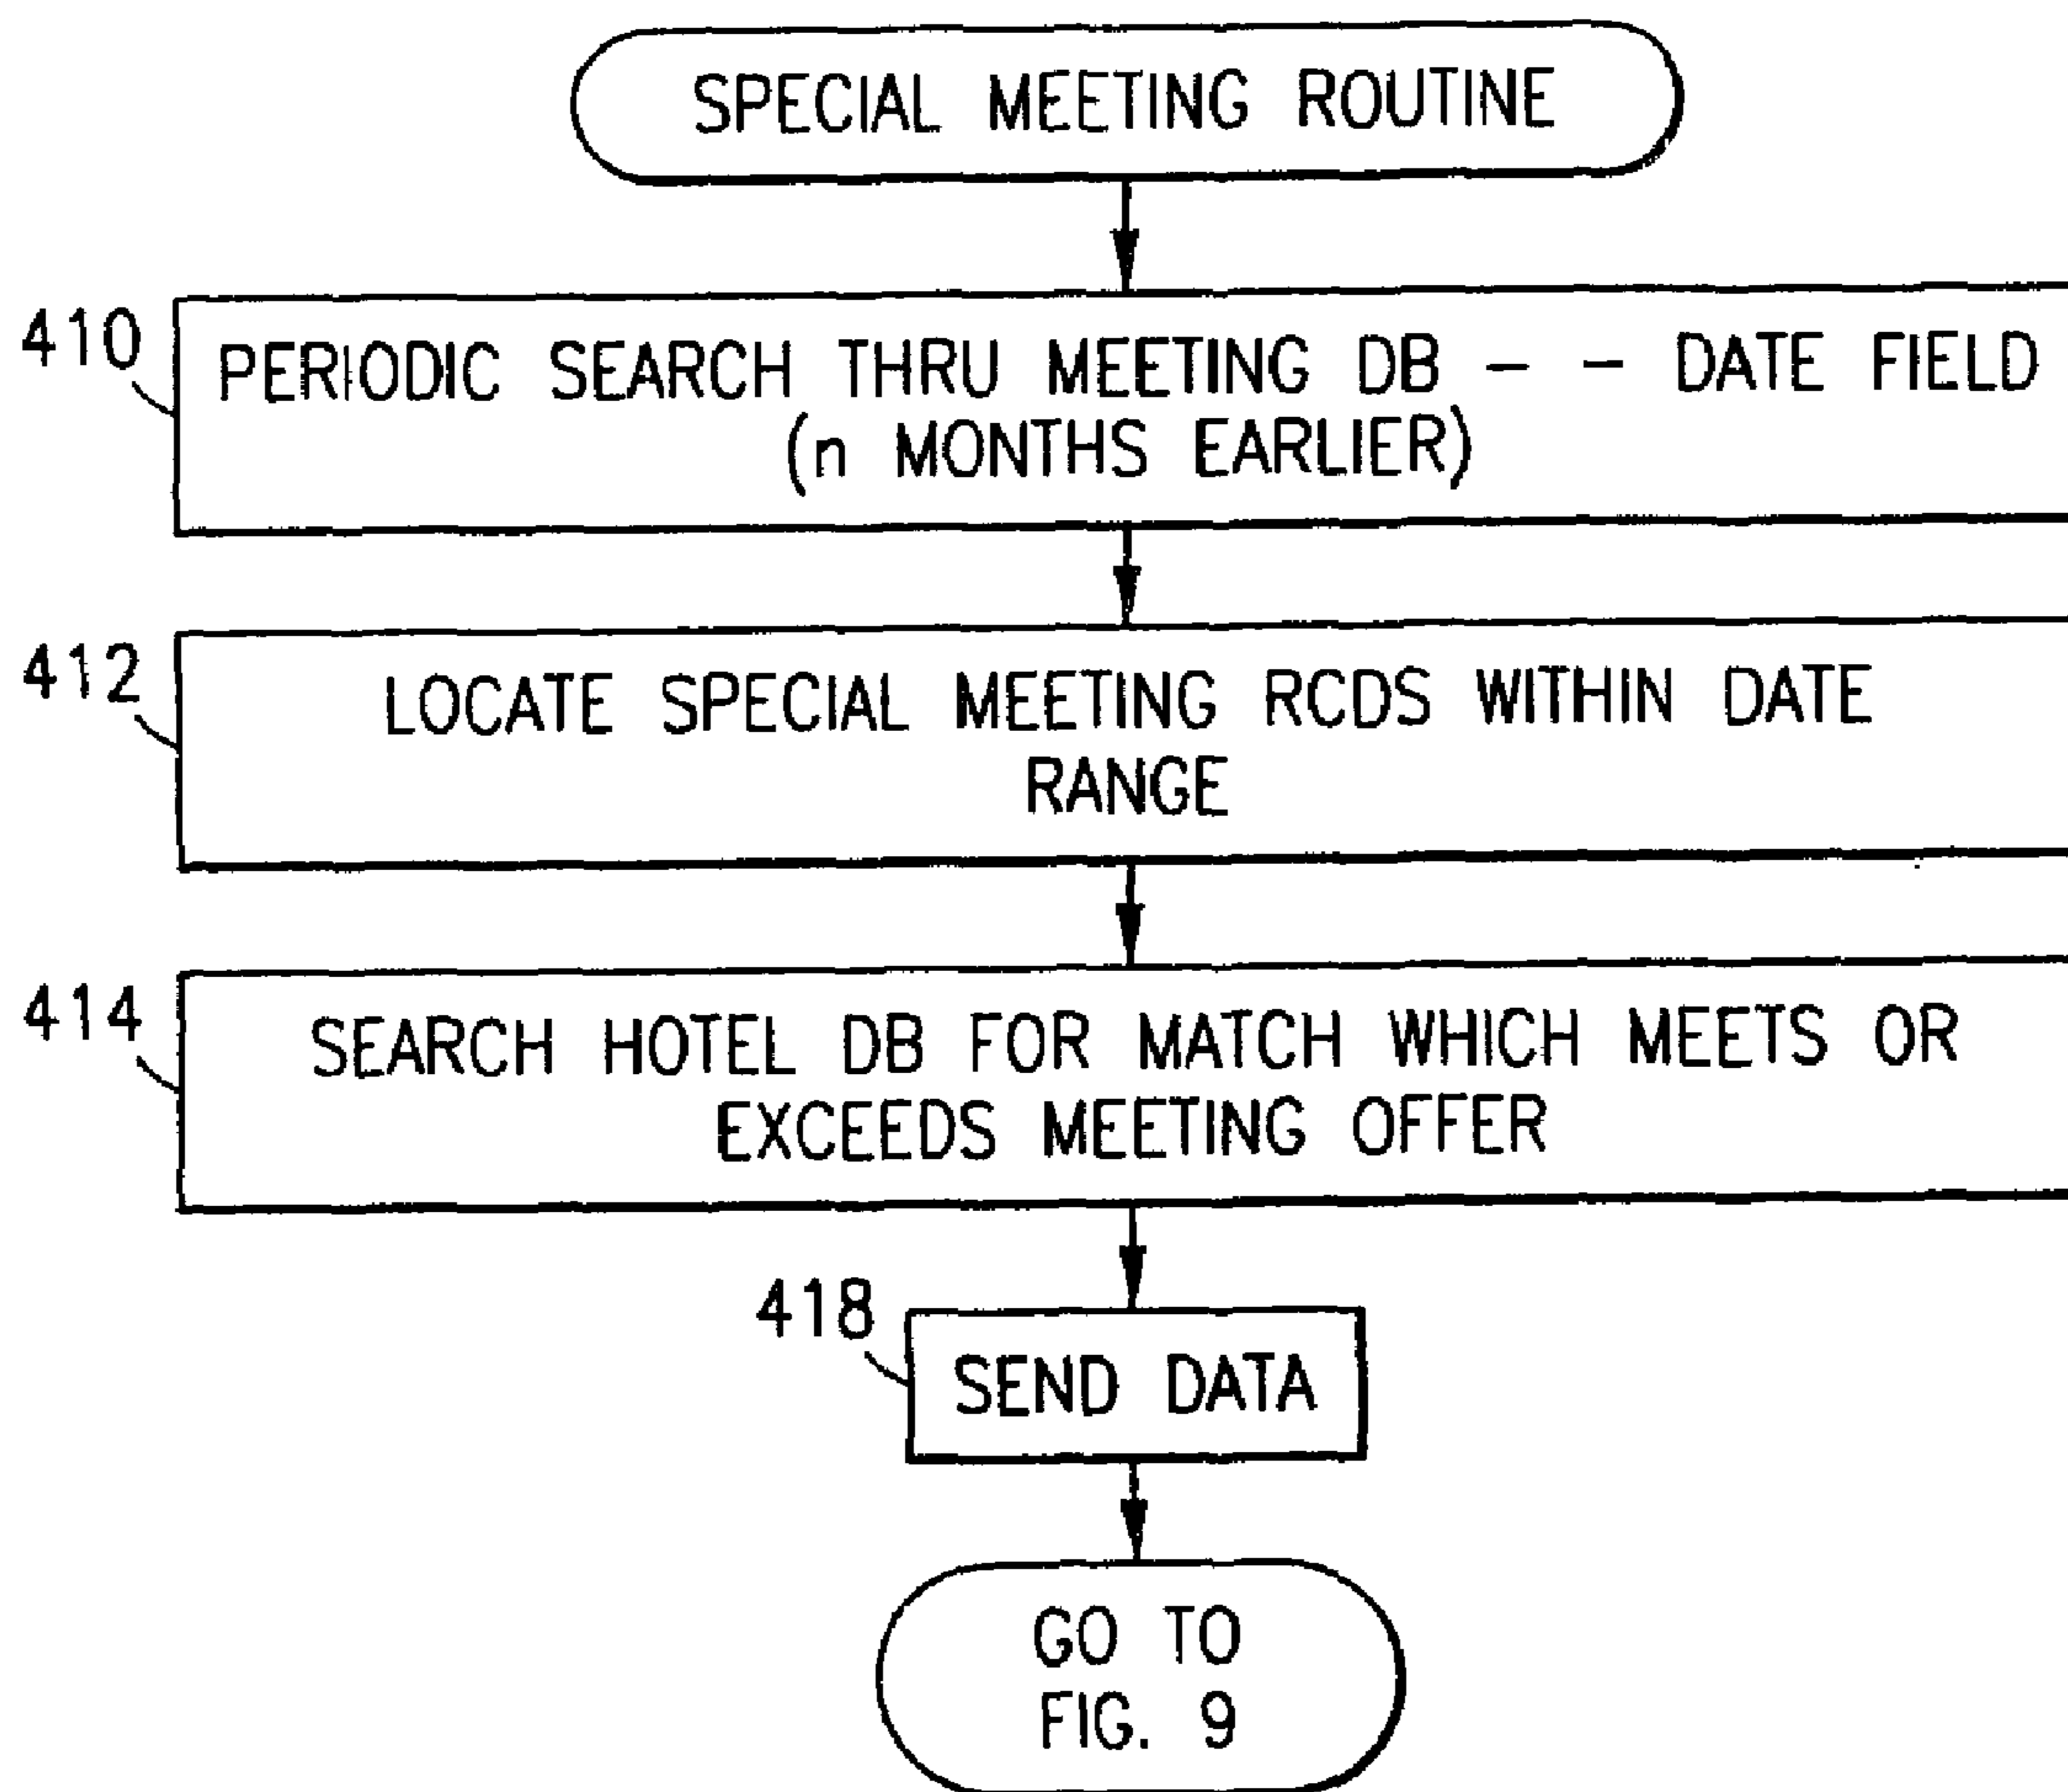 SPECIAL MEETING ROUTINE
410
PERIODIC SEARCH THRU MEETING DB - - DATE FIELD
(n MONTHS EARLIER)
412
LOCATE SPECIAL MEETING RCDS WITHIN DATE
RANGE
414
SEARCH HOTEL DB FOR MATCH WHICH MEETS OR
EXCEEDS MEETING OFFER
418
SEND DATA
GO TO
FIG. 9